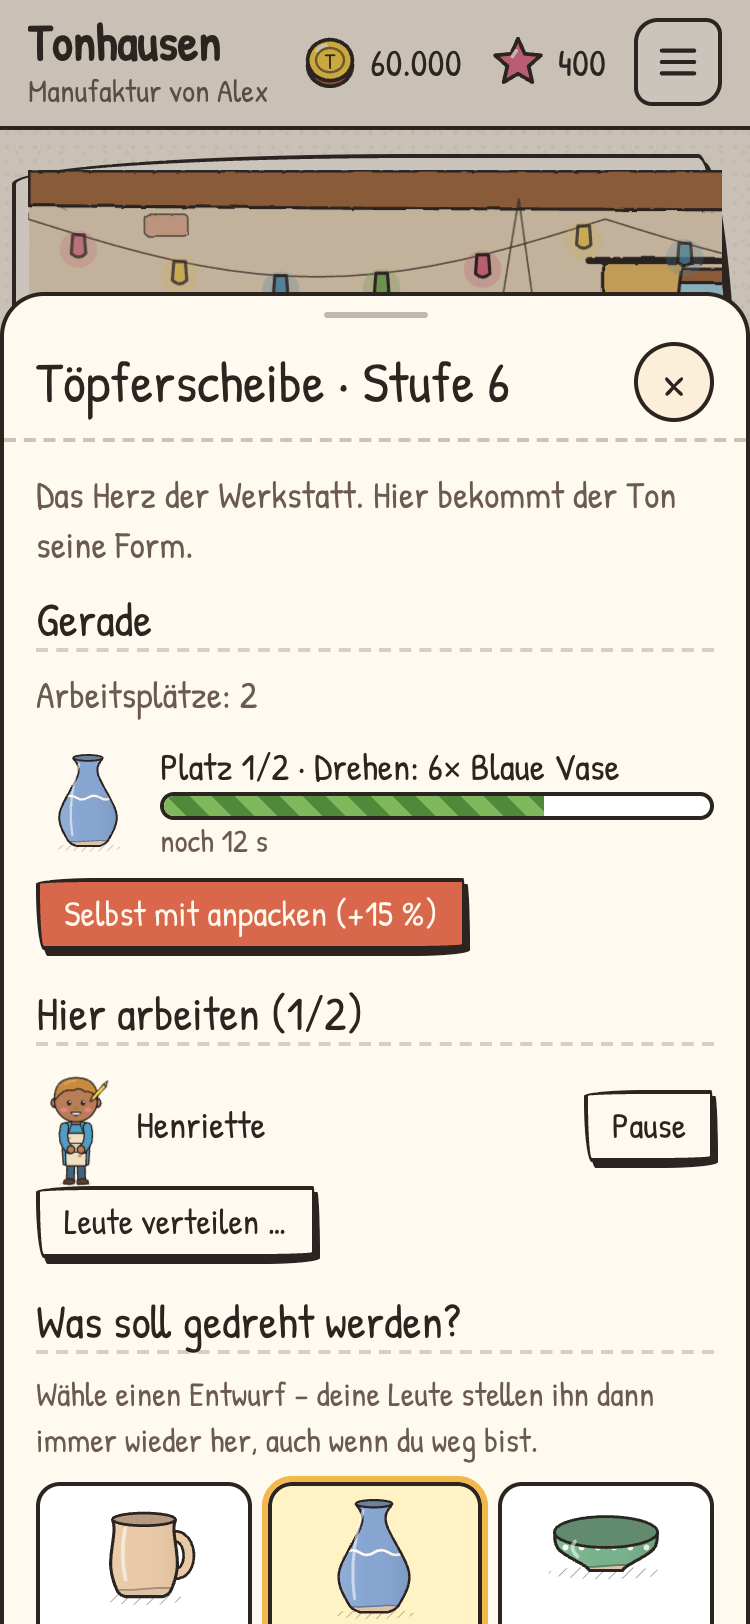 Tonhausen
Manufaktur von Alex
T
60.000
400
Töpferscheibe · Stufe 6
×
Das Herz der Werkstatt. Hier bekommt der Ton
seine Form.
Gerade
Arbeitsplätze: 2
Platz 1/2 · Drehen: 6× Blaue Vase
noch 12 s
Selbst mit anpacken (+15 %)
Hier arbeiten (1/2)
Henriette
Pause
Leute verteilen …
Was soll gedreht werden?
Wähle einen Entwurf – deine Leute stellen ihn dann
immer wieder her, auch wenn du weg bist.